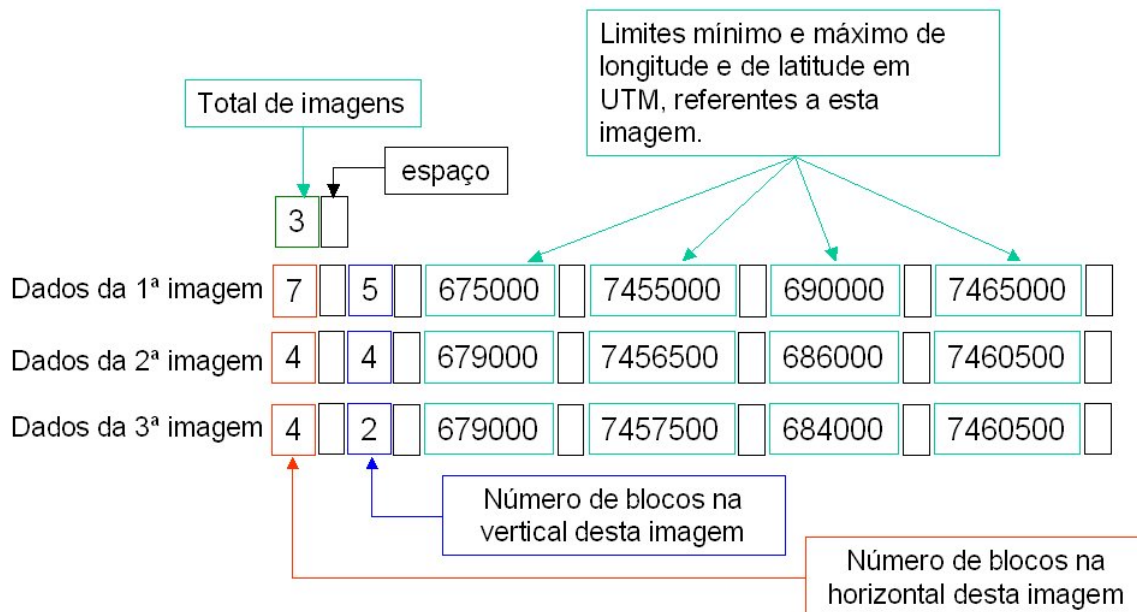 Limites mínimo e máximo de
longitude e de latitude em
UTM, referentes a esta
imagem.
Total de imagens
espaço
3
Dados da 1ª imagem 7 5 675000 7455000 690000 7465000
Dados da 2ª imagem 4 4 679000 7456500 686000 7460500
Dados da 3ª imagem 4 2 679000 7457500 684000 7460500
Número de blocos na
vertical desta imagem
Número de blocos na
horizontal desta imagem